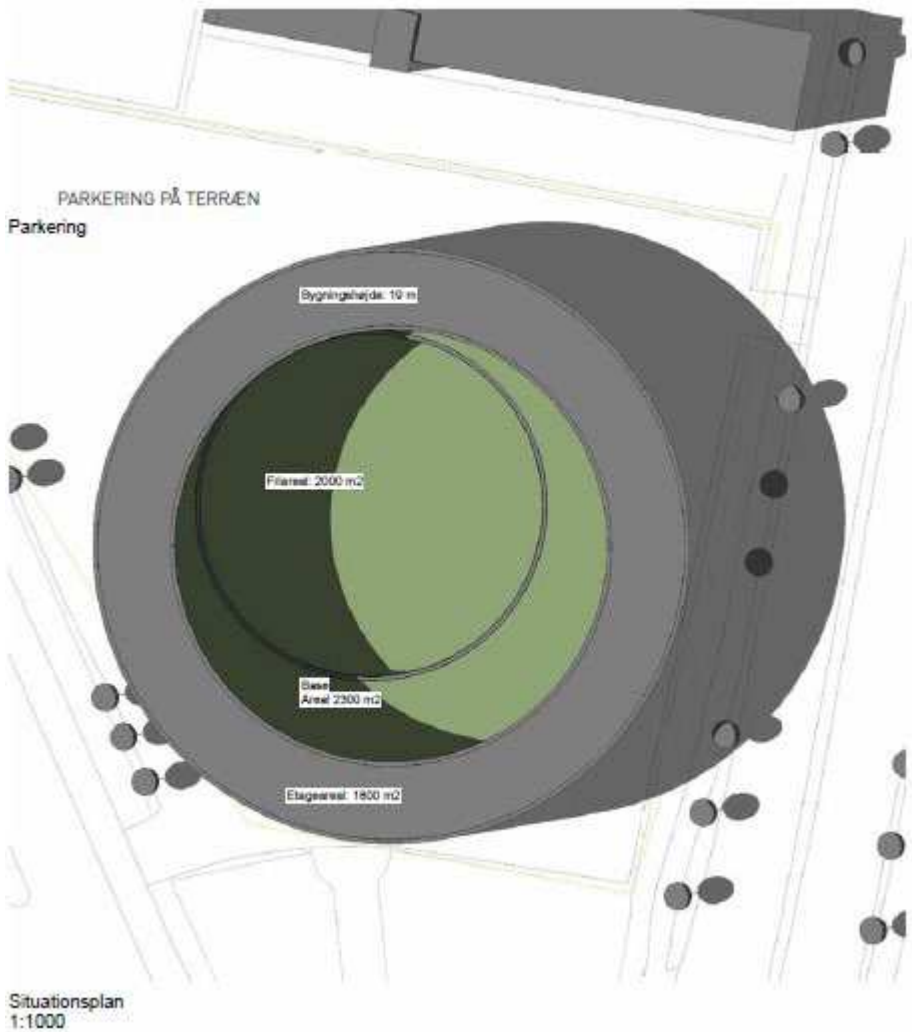 PARKERING PÅ TERRÆN
Parkering
Bygningshøjde: 19 m
Friareal: 2000 m2
Base
Areal 2300 m2
Etageareal: 1800 m2
Situationsplan
1:1000